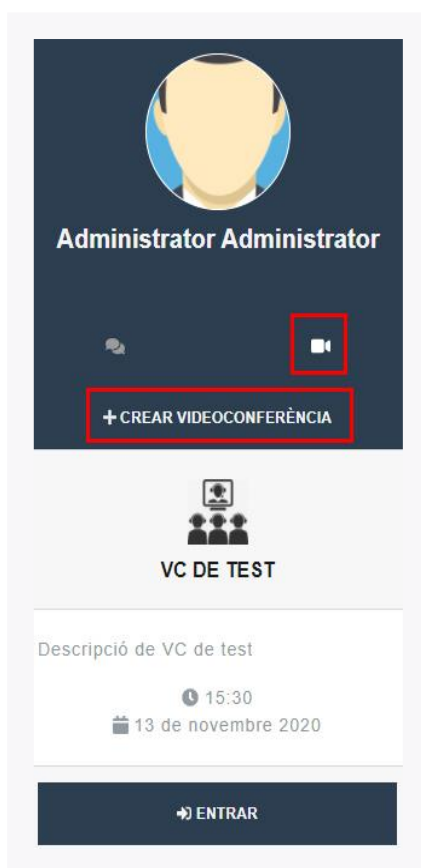 Administrator Administrator
+ CREAR VIDEOCONFERÈNCIA
VC DE TEST
Descripció de VC de test
15:30
13 de novembre 2020
ENTRAR